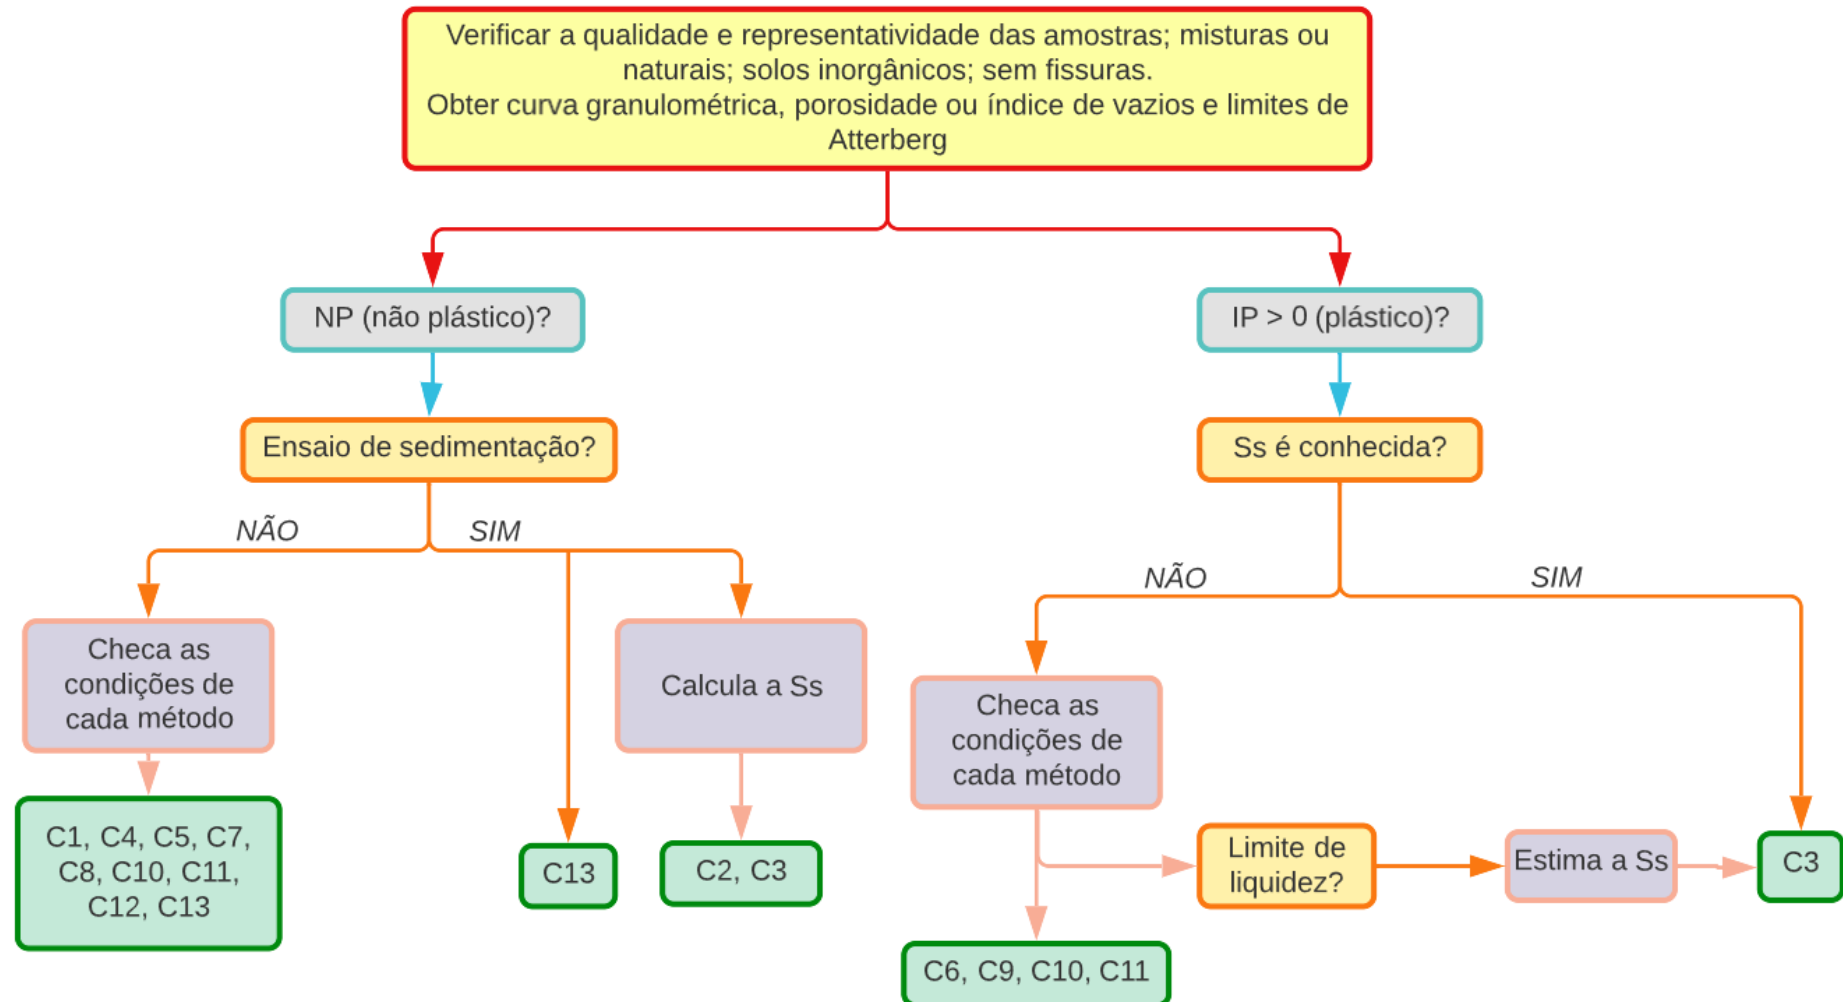 Verificar a qualidade e representatividade das amostras; misturas ou
naturais; solos inorgânicos; sem fissuras.
Obter curva granulométrica, porosidade ou índice de vazios e limites de
Atterberg
NP (não plástico)?
IP > 0 (plástico)?
Ensaio de sedimentação?
Ss é conhecida?
NÃO
SIM
NÃO
SIM
Checa as
condições de
cada método
Calcula a Ss
Checa as
condições de
cada método
C1, C4, C5, C7,
C8, C10, C11,
C12, C13
C13
C2, C3
Limite de
liquidez?
Estima a Ss
C3
C6, C9, C10, C11